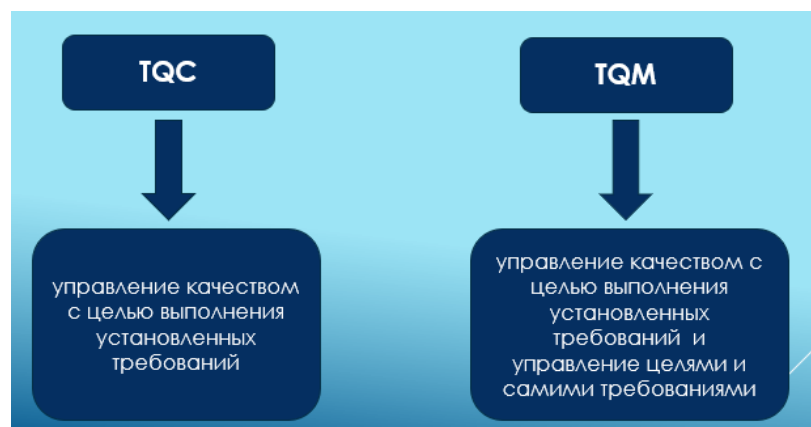 TQC
управление качеством
с целью выполнения
установленных
требований
TQM
управление качеством с
целью выполнения
установленных
требований и
управление целями и
самими требованиями